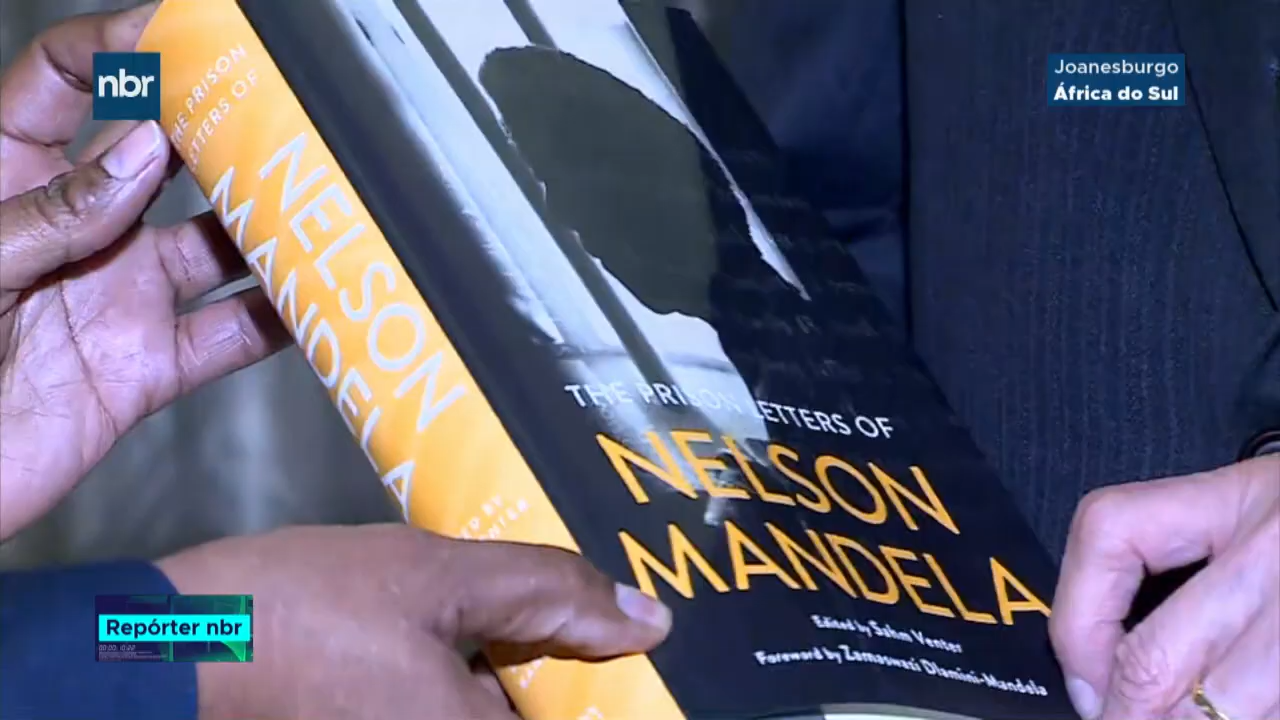 nbr
Joanesburgo
África do Sul
THE PRISON
LETTERS OF
NELSON
MANDELA
THE PRISON LETTERS OF
NELSON
MANDELA
Edited by Sahm Venter
Foreword by Zamaswazi Dlamini-Mandela
Repórter nbr